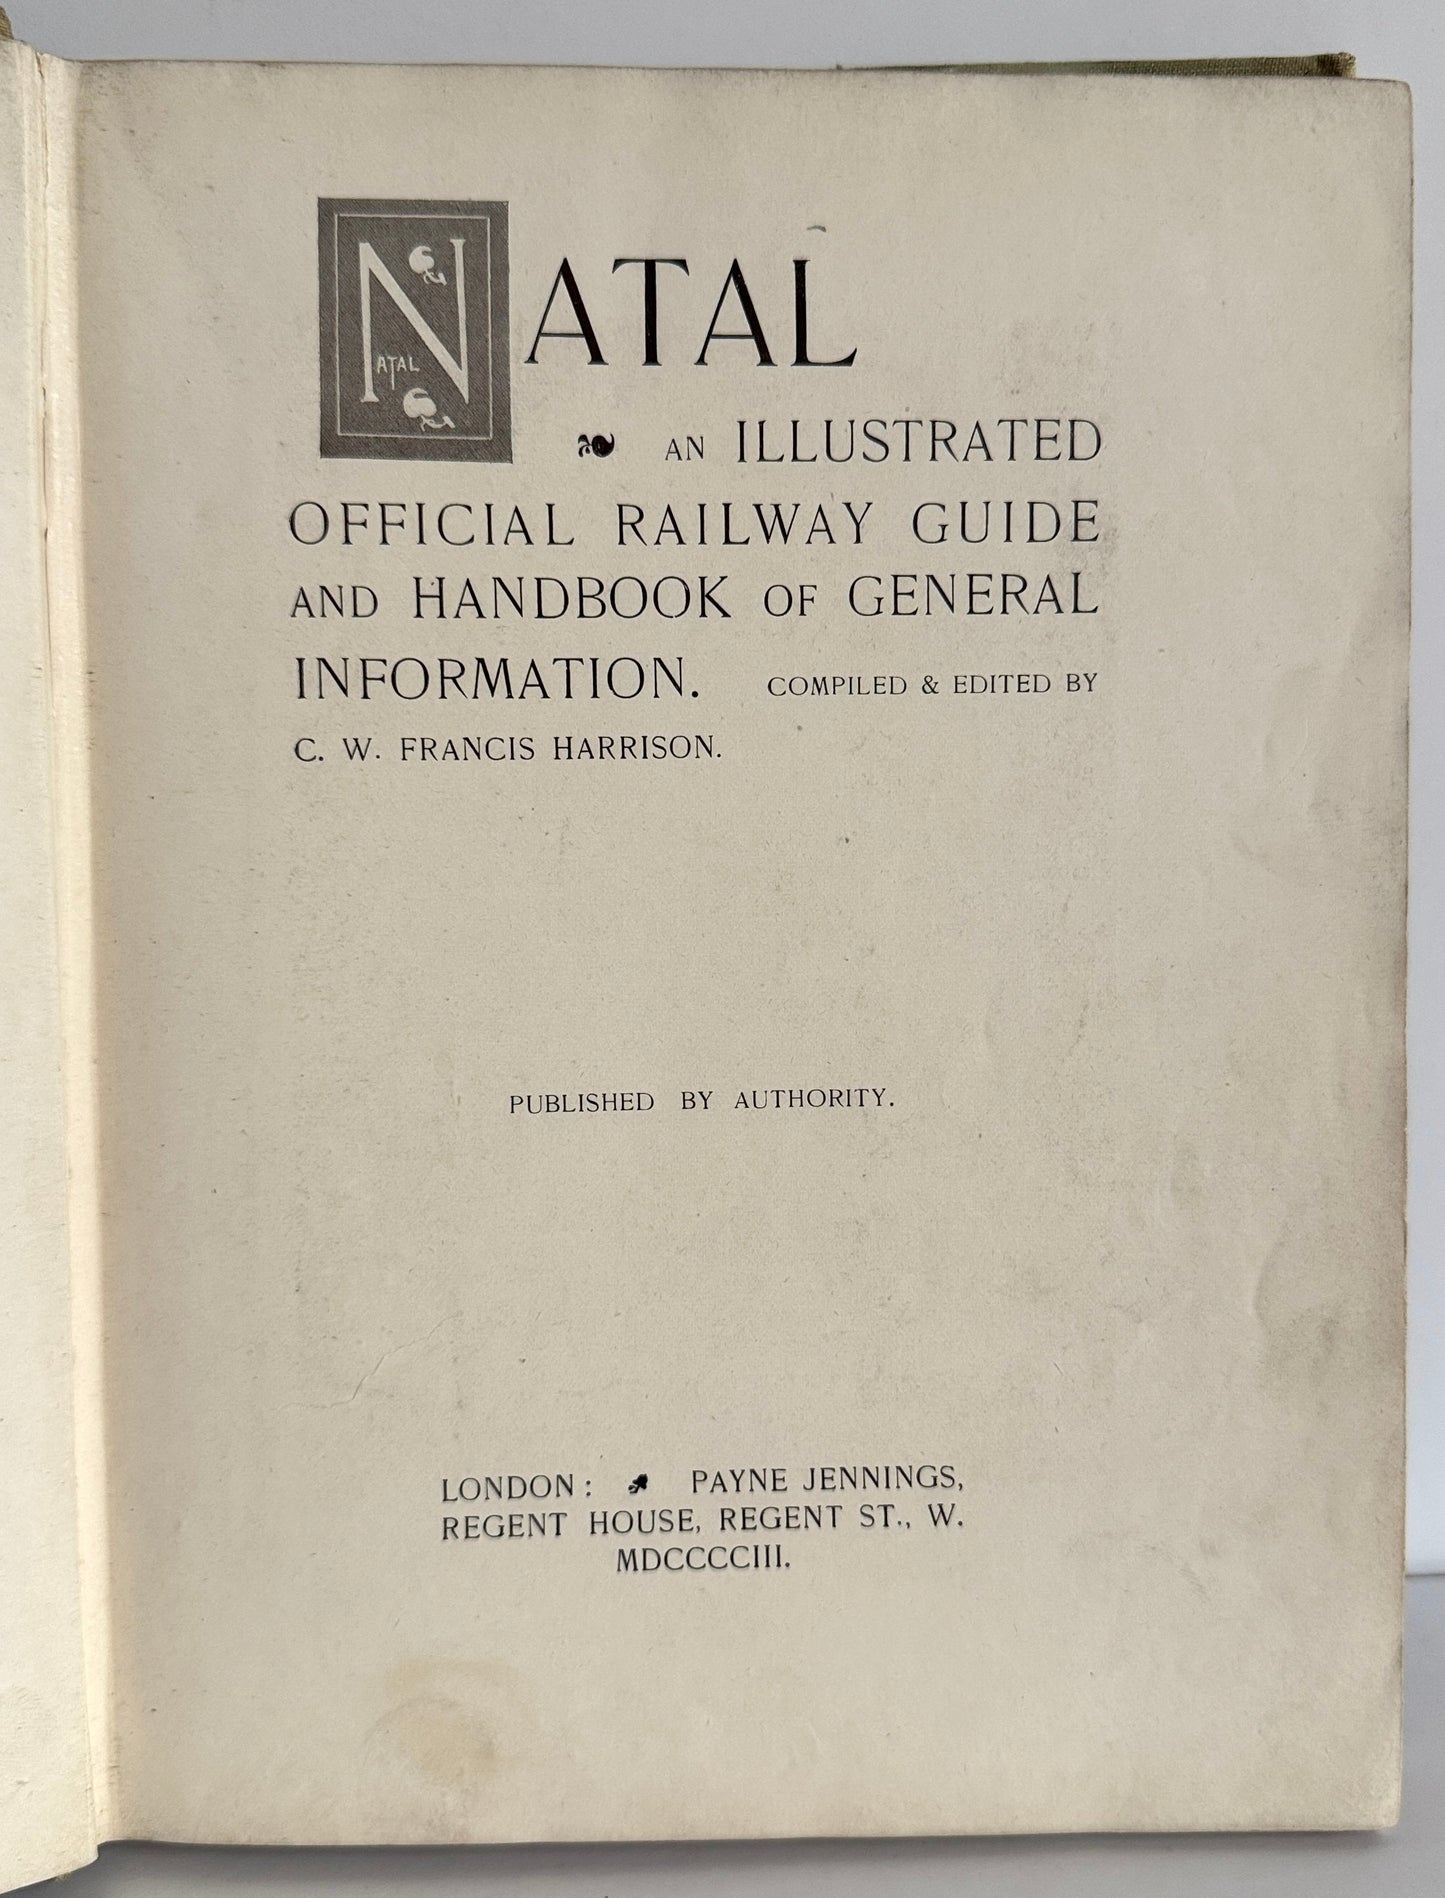 NATAL
NATAL
AN ILLUSTRATED
OFFICIAL RAILWAY GUIDE
AND HANDBOOK OF GENERAL
INFORMATION. COMPILED & EDITED BY
C. W. FRANCIS HARRISON.
PUBLISHED BY AUTHORITY.
LONDON: PAYNE JENNINGS,
REGENT HOUSE, REGENT ST., W.
MDCCCCIII.